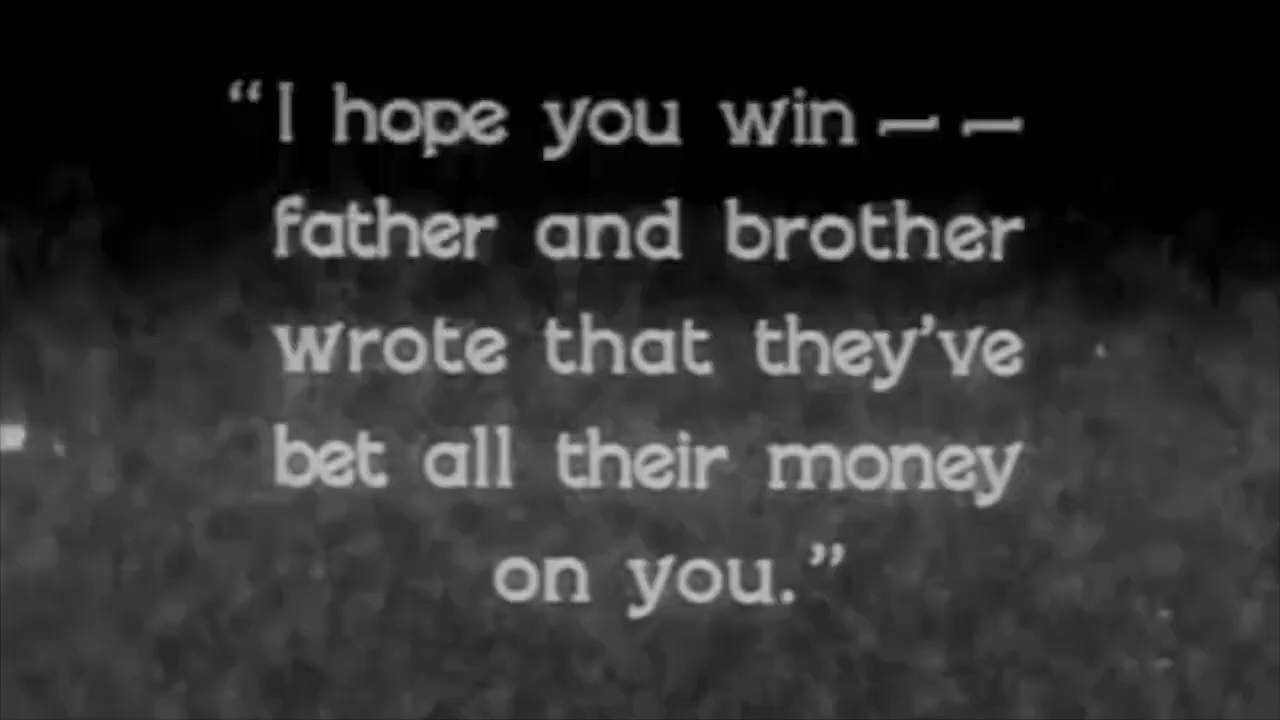 “I hope you win — —
father and brother
wrote that they’ve
bet all their money
on you.”